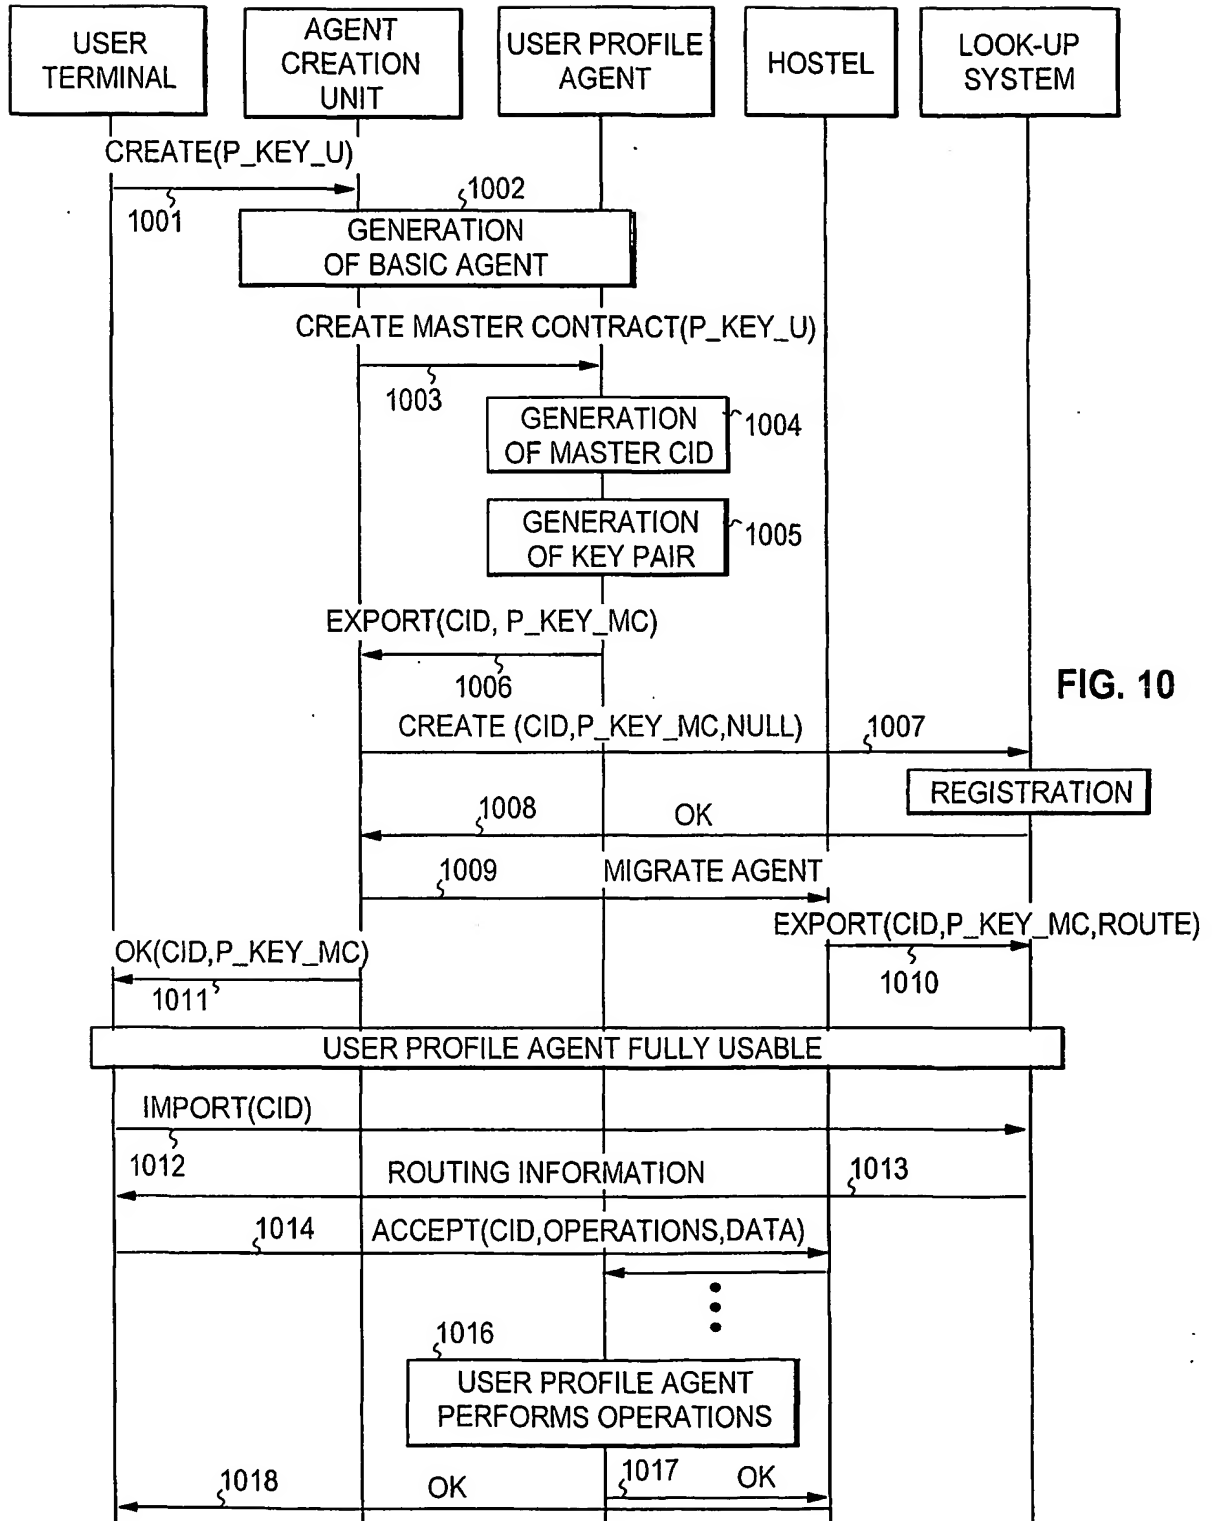 USER
TERMINAL
AGENT
CREATION
UNIT
USER PROFILE
AGENT
HOSTEL
LOOK-UP
SYSTEM
CREATE(P_KEY_U)
1001
1002
GENERATION
OF BASIC AGENT
CREATE MASTER CONTRACT(P_KEY_U)
1003
GENERATION
OF MASTER CID
1004
GENERATION
OF KEY PAIR
1005
EXPORT(CID, P_KEY_MC)
1006
FIG. 10
CREATE (CID,P_KEY_MC,NULL)
1007
REGISTRATION
1008
OK
1009
MIGRATE AGENT
EXPORT(CID,P_KEY_MC,ROUTE)
1010
OK(CID,P_KEY_MC)
1011
USER PROFILE AGENT FULLY USABLE
IMPORT(CID)
1012
ROUTING INFORMATION
1013
1014
ACCEPT(CID,OPERATIONS,DATA)
1016
USER PROFILE AGENT
PERFORMS OPERATIONS
1017
OK
1018
OK